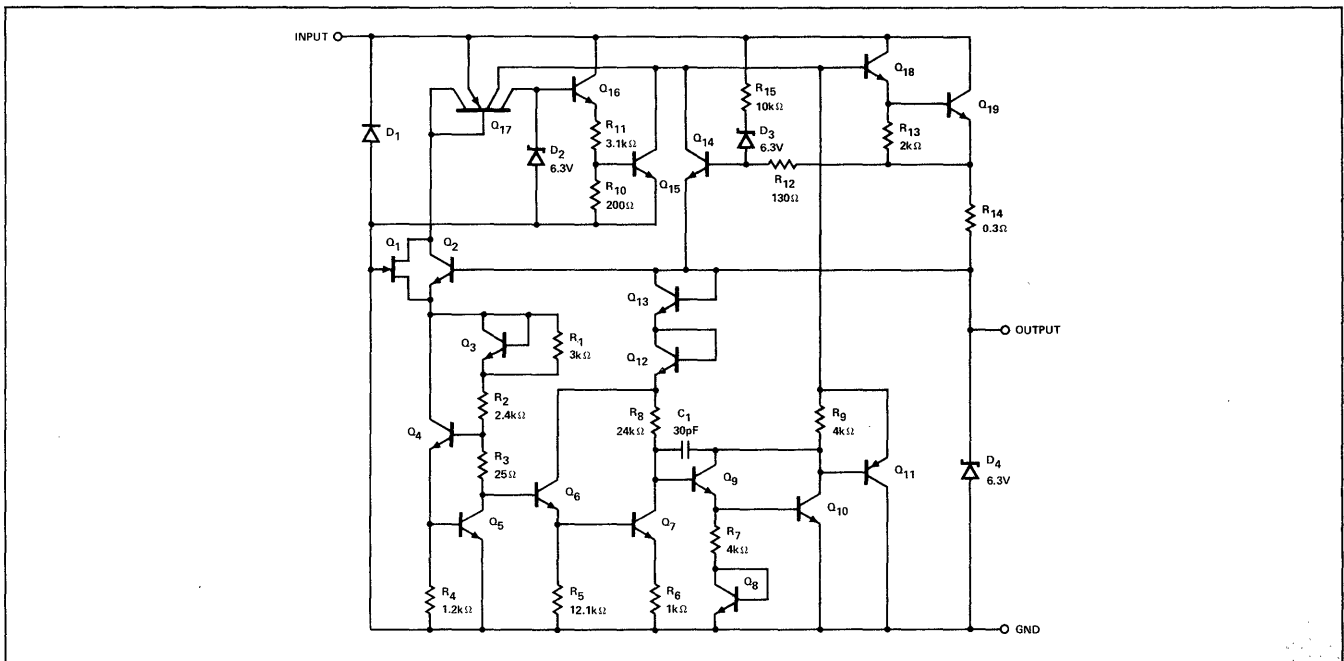 INPUT
Q18
Q16
R15
10kΩ
Q19
R11
3.1kΩ
Q14
R13
2kΩ
D1
Q17
D2
6.3V
D3
6.3V
R10
200Ω
Q15
R12
130Ω
R14
0.3Ω
Q1
Q2
Q13
OUTPUT
Q3
R1
3kΩ
Q12
R2
2.4kΩ
R8
24kΩ
C1
30pF
R9
4kΩ
Q4
R3
25Ω
Q11
D4
6.3V
Q6
Q9
Q5
Q7
Q10
R7
4kΩ
Q8
R4
1.2kΩ
R5
12.1kΩ
R6
1kΩ
GND